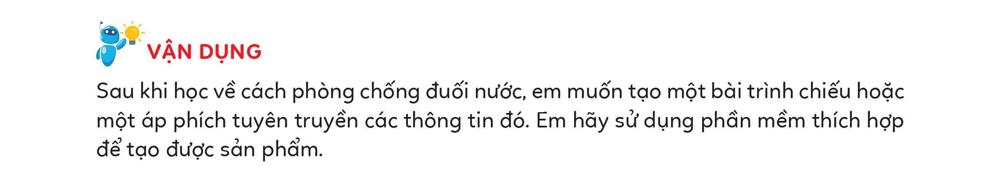 VẬN DỤNG
Sau khi học về cách phòng chống đuối nước, em muốn tạo một bài trình chiếu hoặc
một áp phích tuyên truyền các thông tin đó. Em hãy sử dụng phần mềm thích hợp
để tạo được sản phẩm.